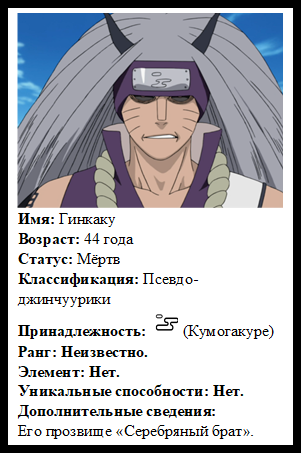 Имя: Гинкаку
Возраст: 44 года
Статус: Мёртв
Классификация: Псевдо-
джинчуурики
Принадлежность: (Кумогакуре)
Ранг: Неизвестно.
Элемент: Нет.
Уникальные способности: Нет.
Дополнительные сведения:
Его прозвище «Серебряный брат».